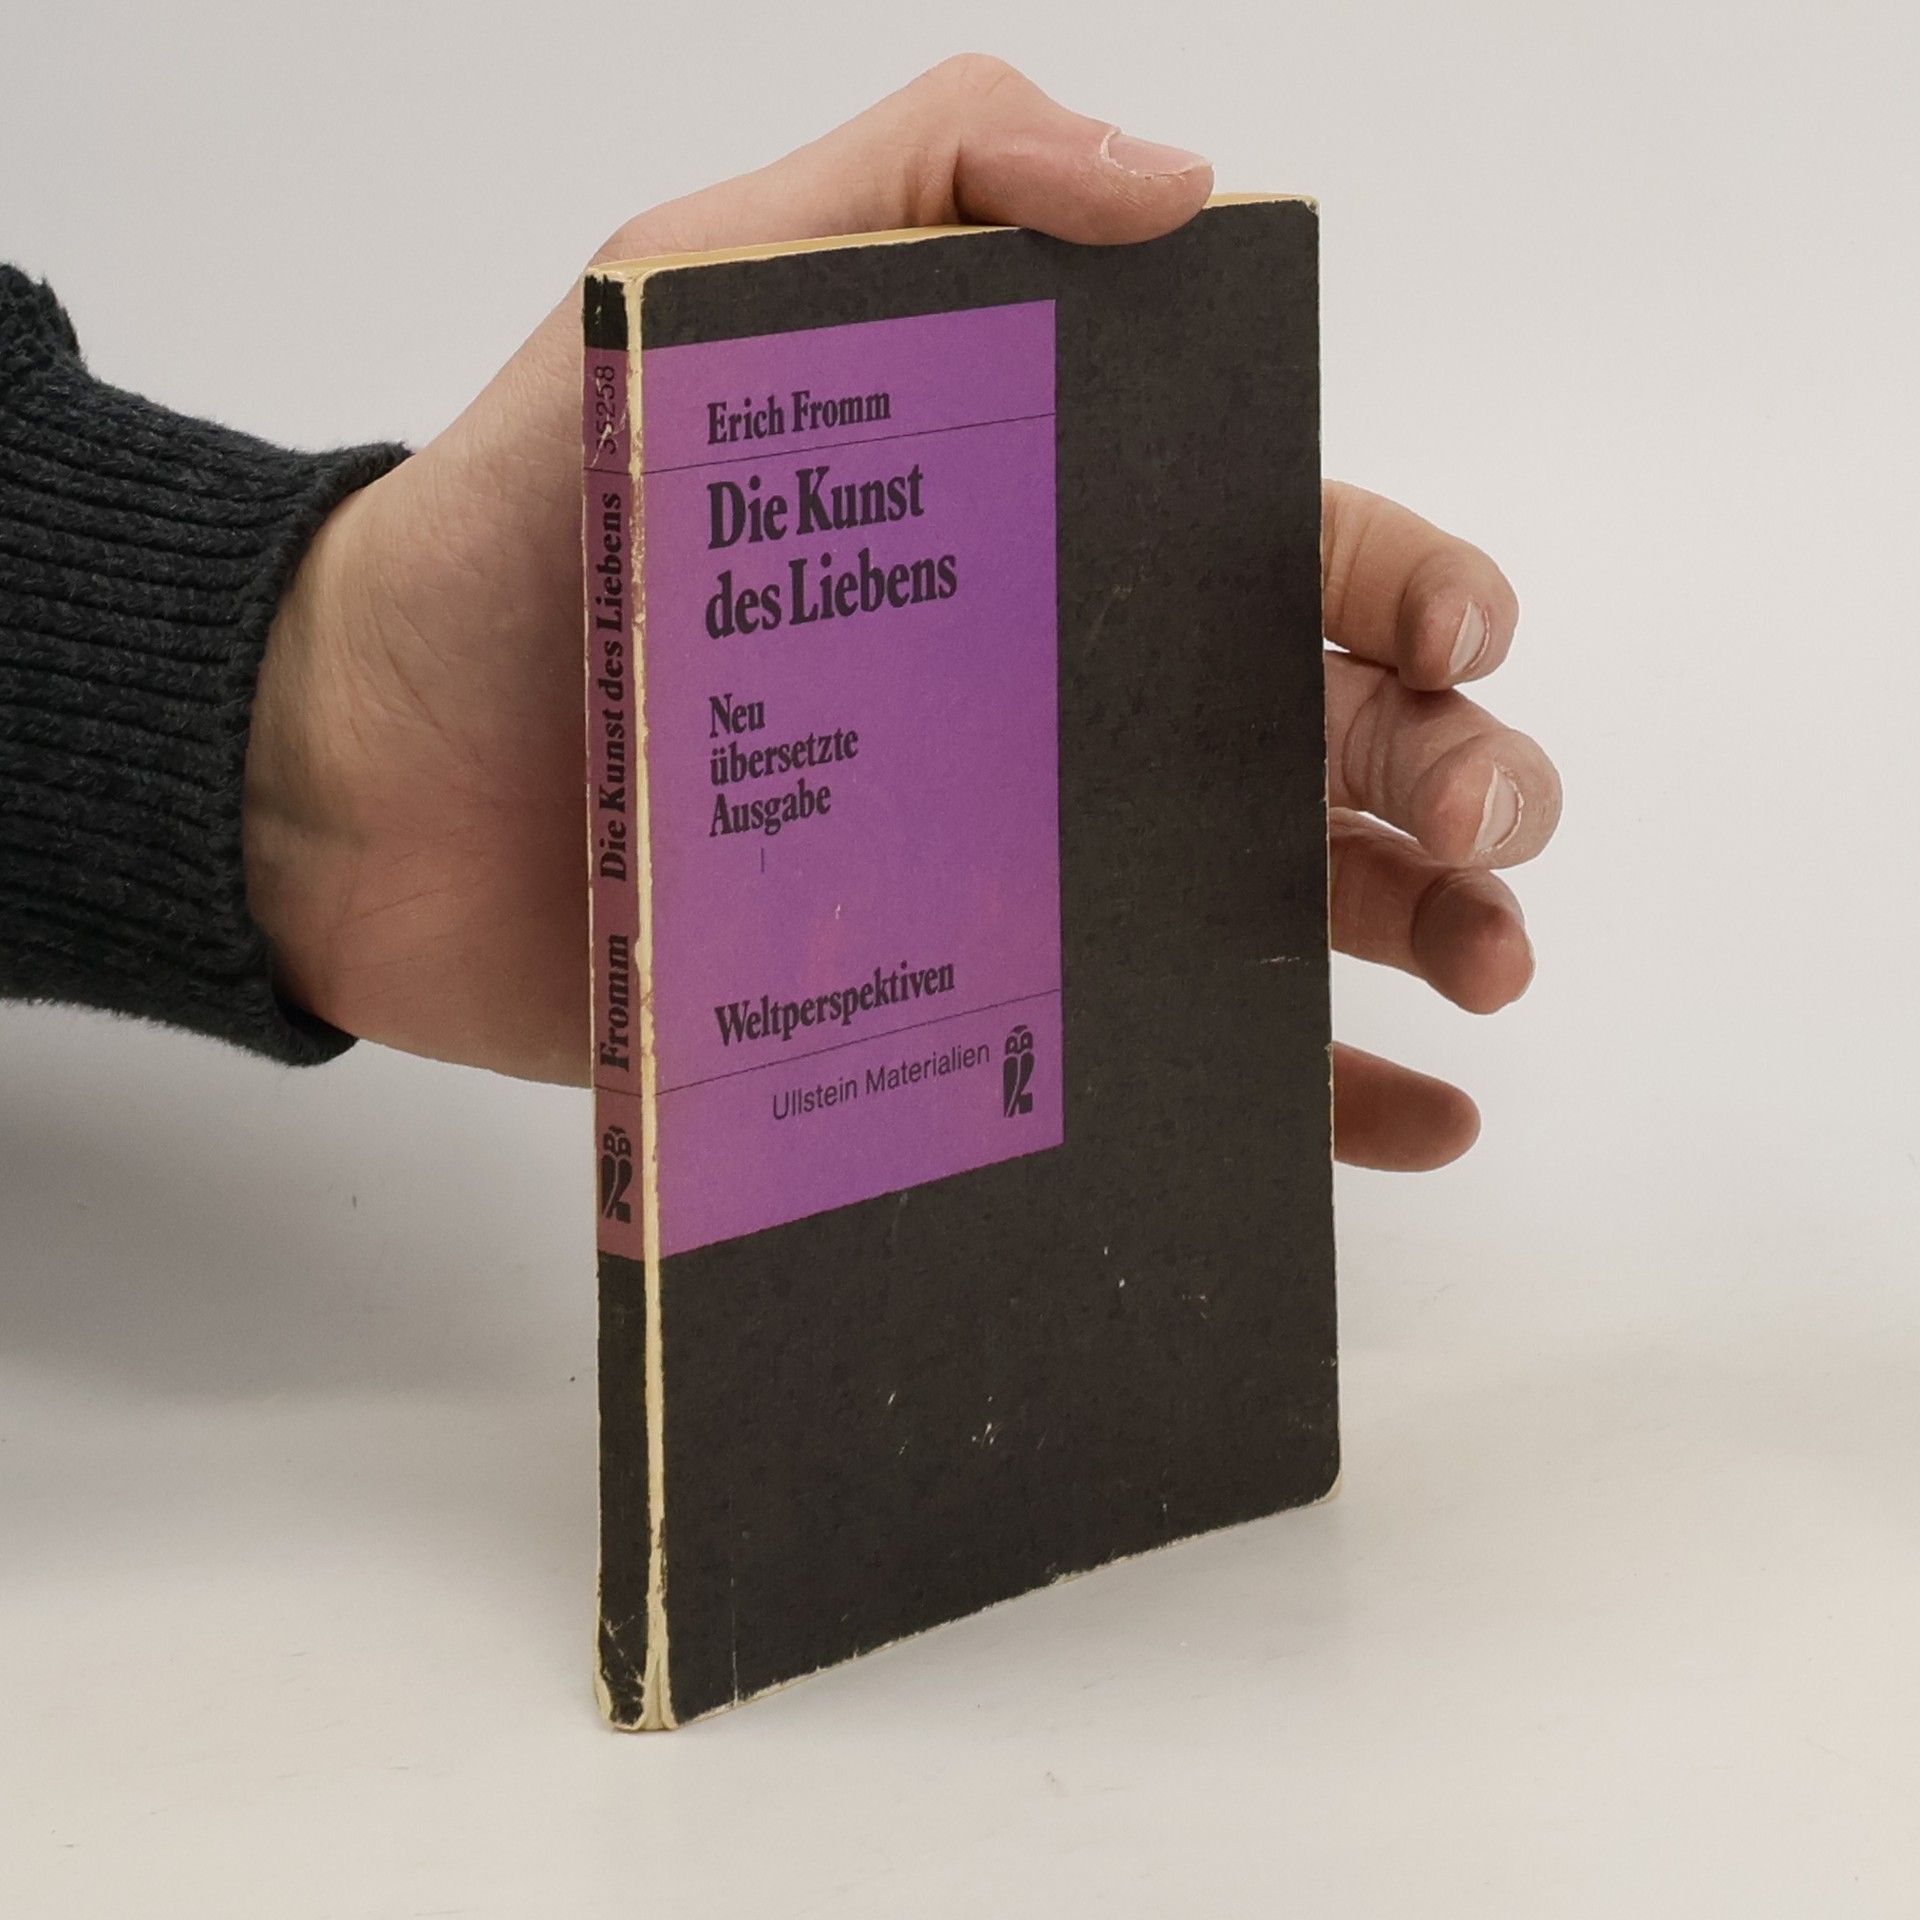 Erich Fromm
Die Kunst
des Liebens
Neu
übersetzte
Ausgabe
Weltperspektiven
Ullstein Materialien
Fromm Die Kunst des Liebens 35258